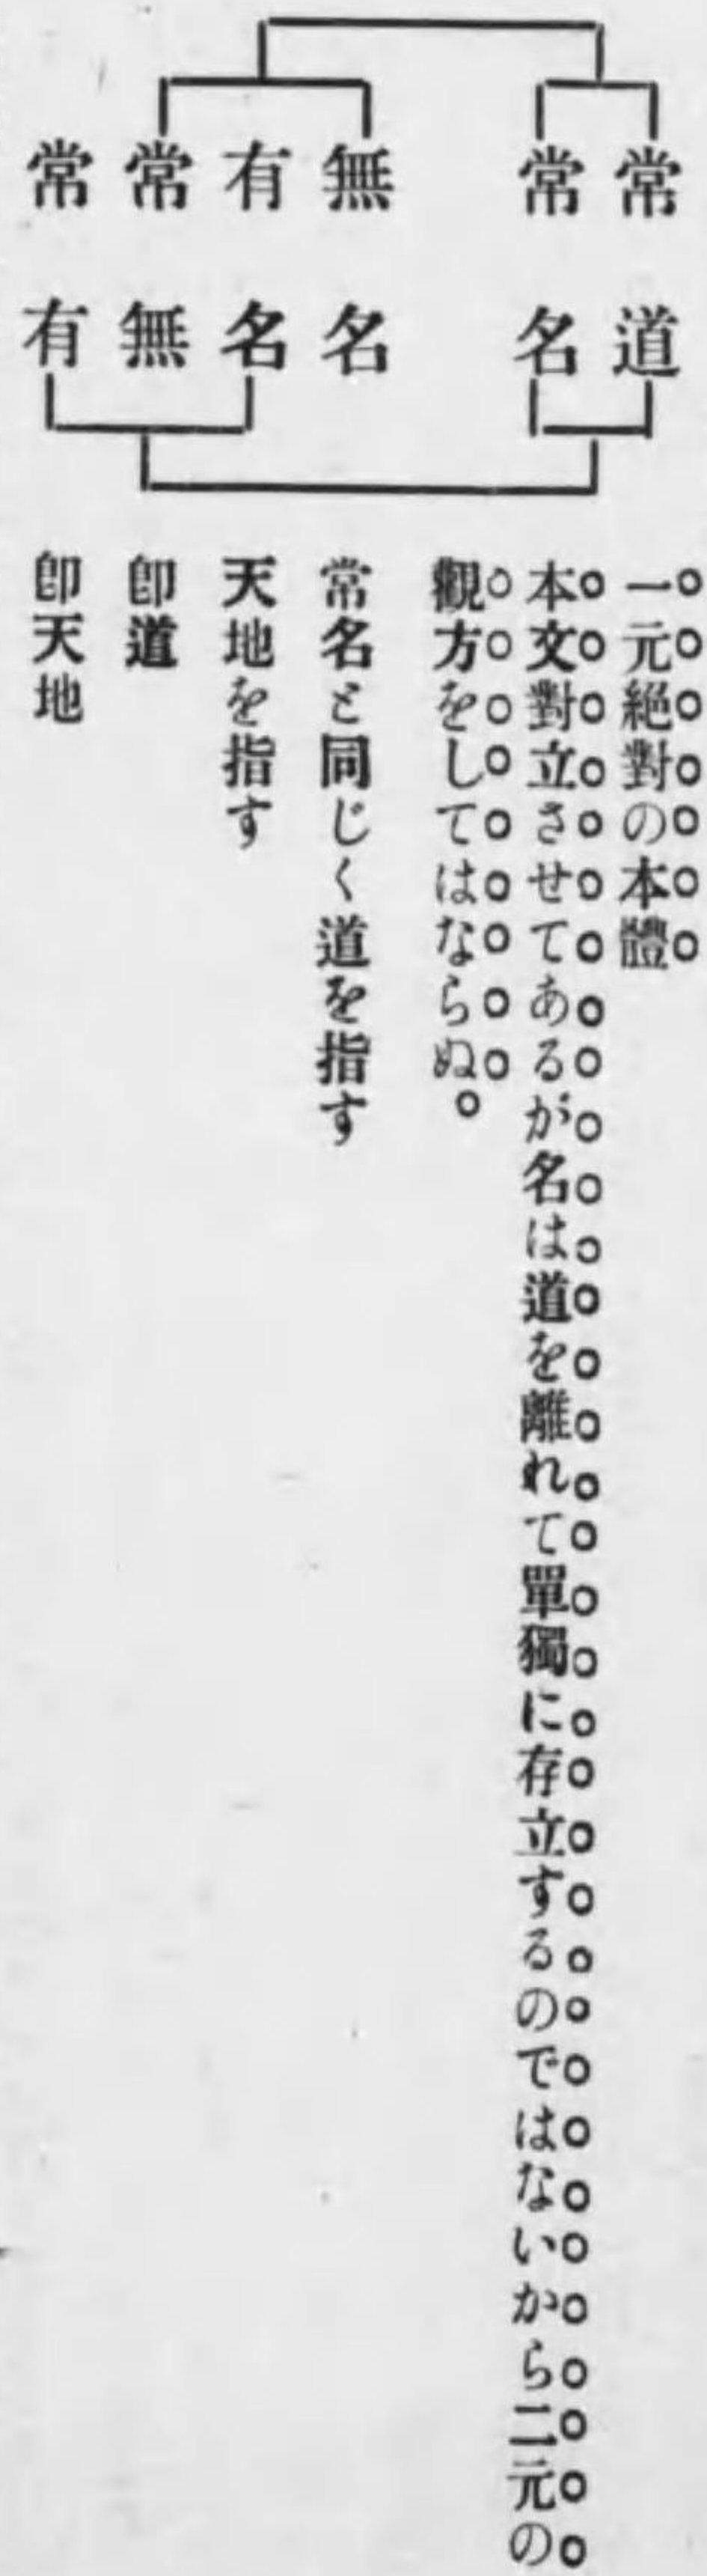 常道 一元絕對の本體
常名 本文對立させてあるが名は道を離れて單獨に存立するのではないから二元の
觀方をしてはならぬ。
無名 常名と同じく道を指す
有名 天地を指す
常無 卽道
常有 卽天地